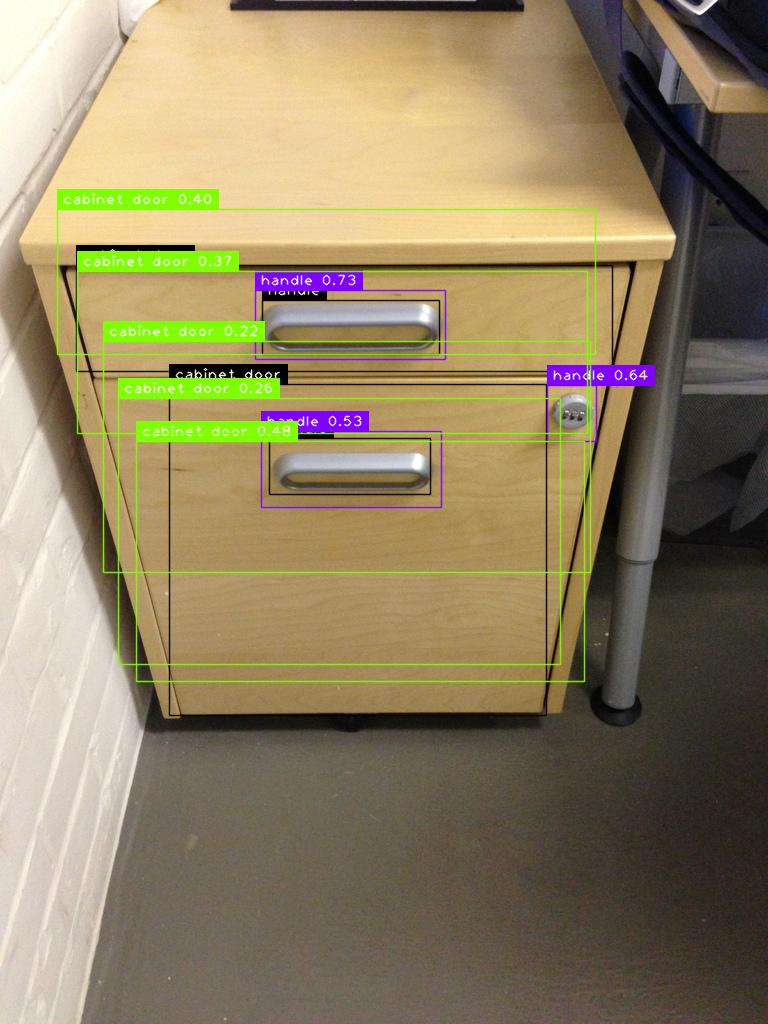 cabinet door 0.40
cabinet door 0.37
handle 0.73
handle
cabinet door 0.22
cabinet door
handle 0.64
cabinet door 0.26
handle 0.53
cabinet door 0.48